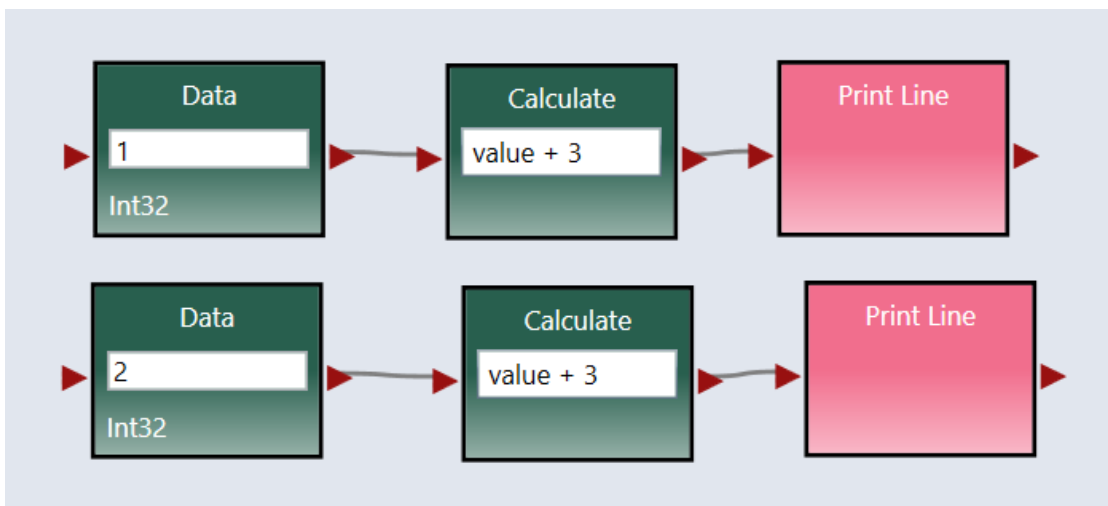 Data
1
Int32
Calculate
value + 3
Print Line
Data
2
Int32
Calculate
value + 3
Print Line